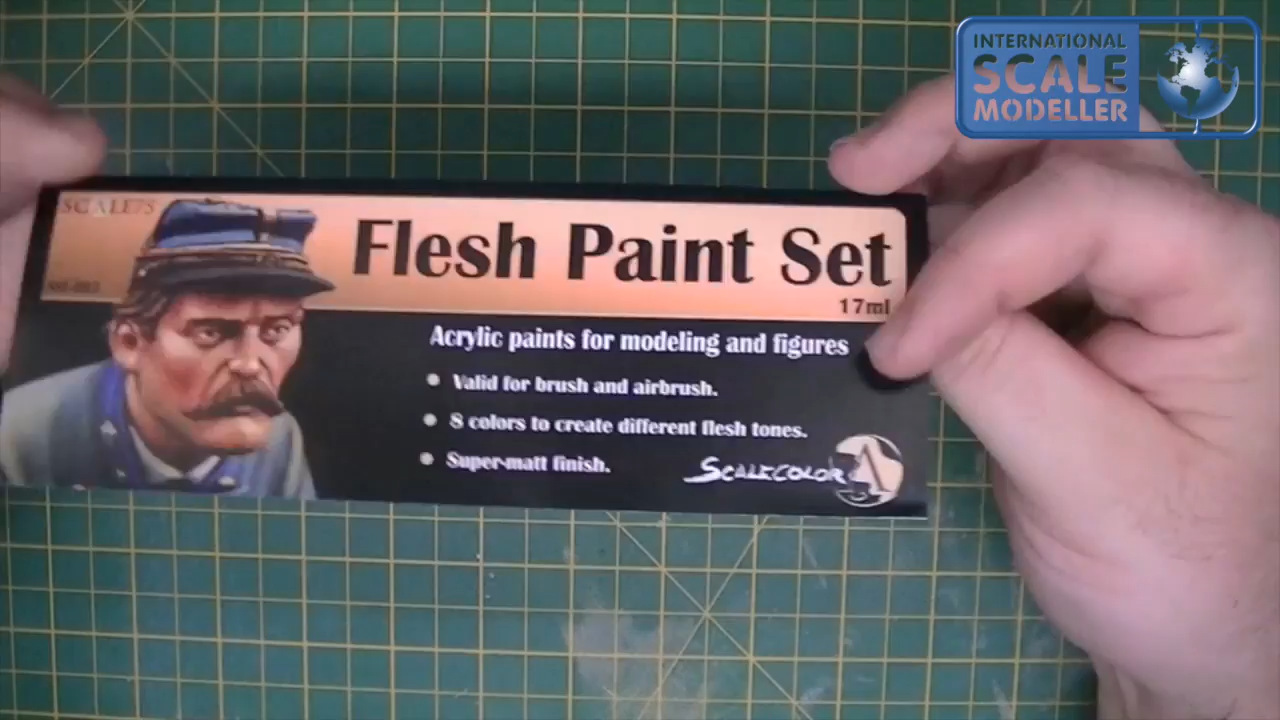 INTERNATIONAL
SCALE
MODELLER
SCALE75
Flesh Paint Set
17ml
Acrylic paints for modeling and figures
Valid for brush and airbrush.
8 colors to create different flesh tones.
Super-matt finish.
SCALECOLOR